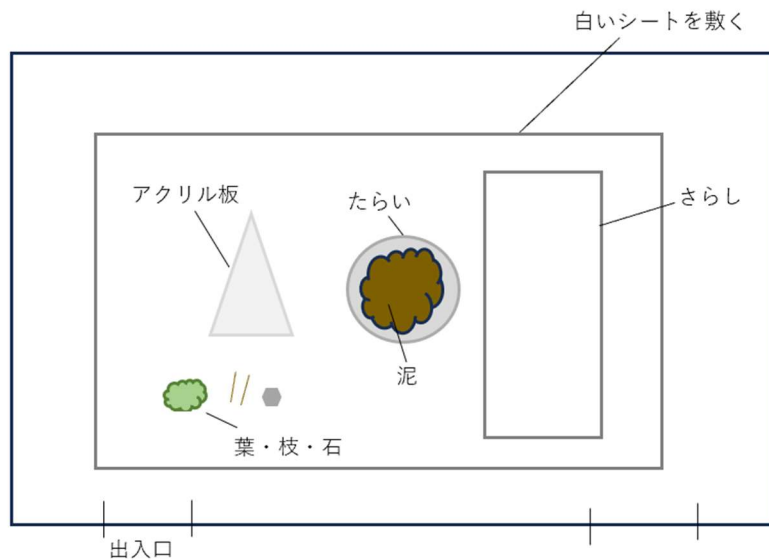 白いシートを敷く
アクリル板
たらい
さらし
泥
葉・枝・石
出入口